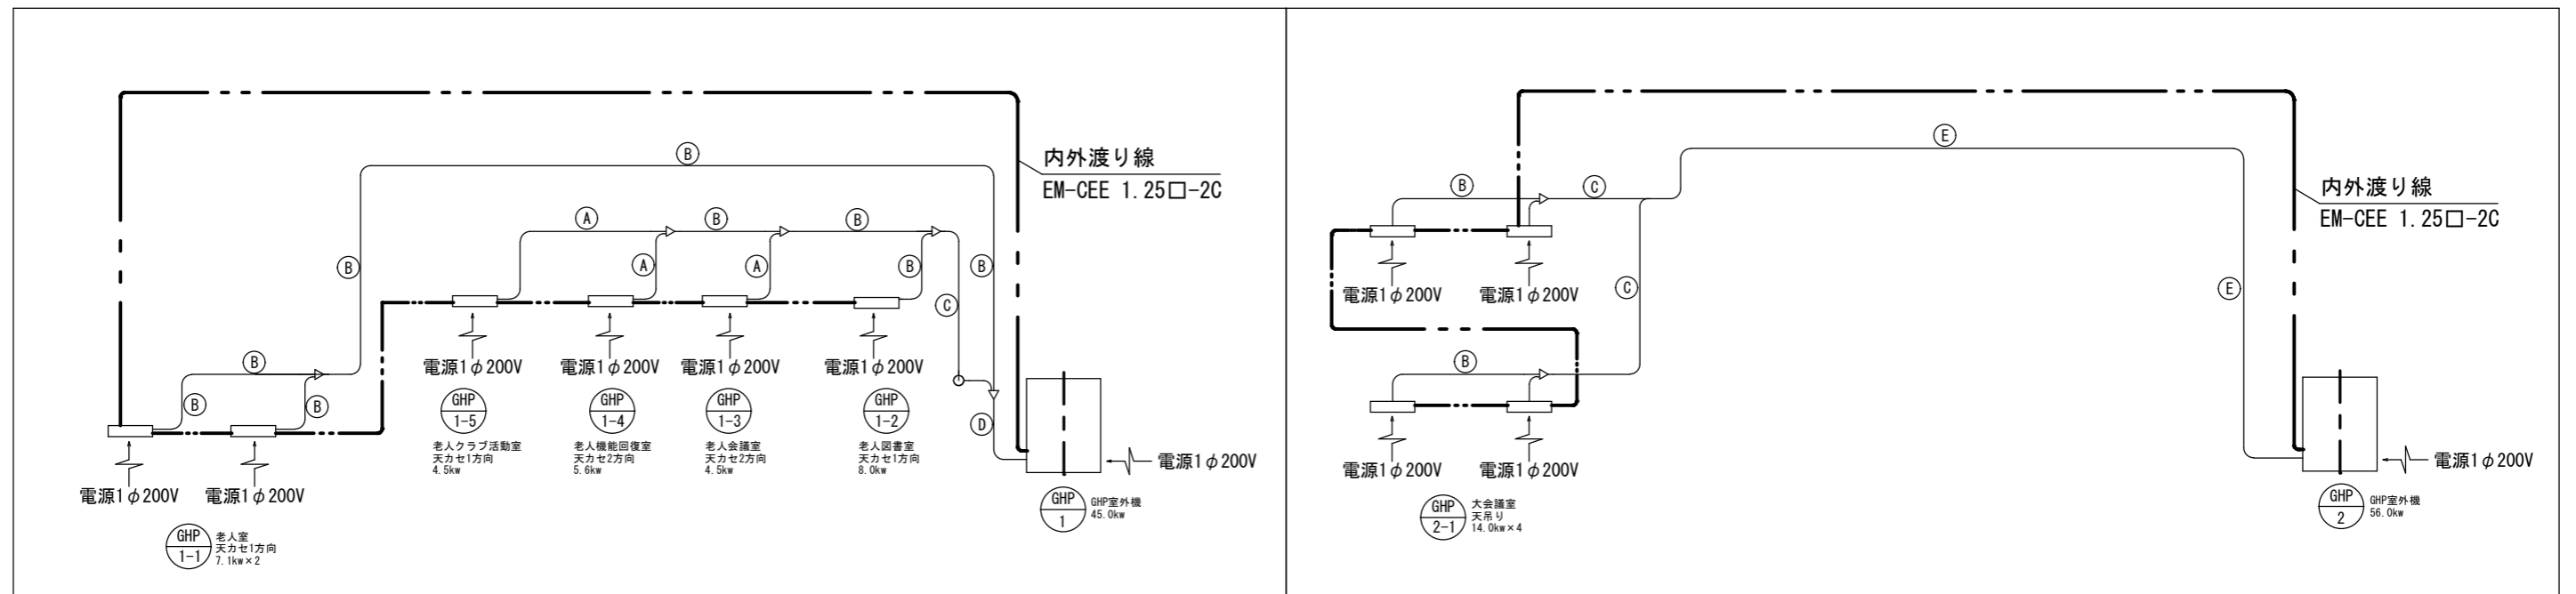 Ⓑ
内外渡り線
EM-CEE 1.25□-2C
Ⓐ
Ⓑ
Ⓑ
Ⓑ
Ⓐ
Ⓐ
Ⓑ
Ⓑ
Ⓒ
電源1φ200V
電源1φ200V
電源1φ200V
電源1φ200V
Ⓑ
Ⓑ
Ⓑ
Ⓓ
GHP
1-5
老人クラブ活動室
天カセ1方向
4.5kw
GHP
1-4
老人機能回復室
天カセ2方向
5.6kw
GHP
1-3
老人会議室
天カセ2方向
4.5kw
GHP
1-2
老人図書室
天カセ1方向
8.0kw
電源1φ200V
電源1φ200V
電源1φ200V
GHP
1-1
老人室
天カセ1方向
7.1kw×2
GHP
1
GHP室外機
45.0kw
Ⓔ
Ⓑ
Ⓒ
内外渡り線
EM-CEE 1.25□-2C
電源1φ200V
電源1φ200V
Ⓒ
Ⓔ
Ⓑ
電源1φ200V
電源1φ200V
電源1φ200V
GHP
2-1
大会議室
天吊り
14.0kw×4
GHP
2
GHP室外機
56.0kw